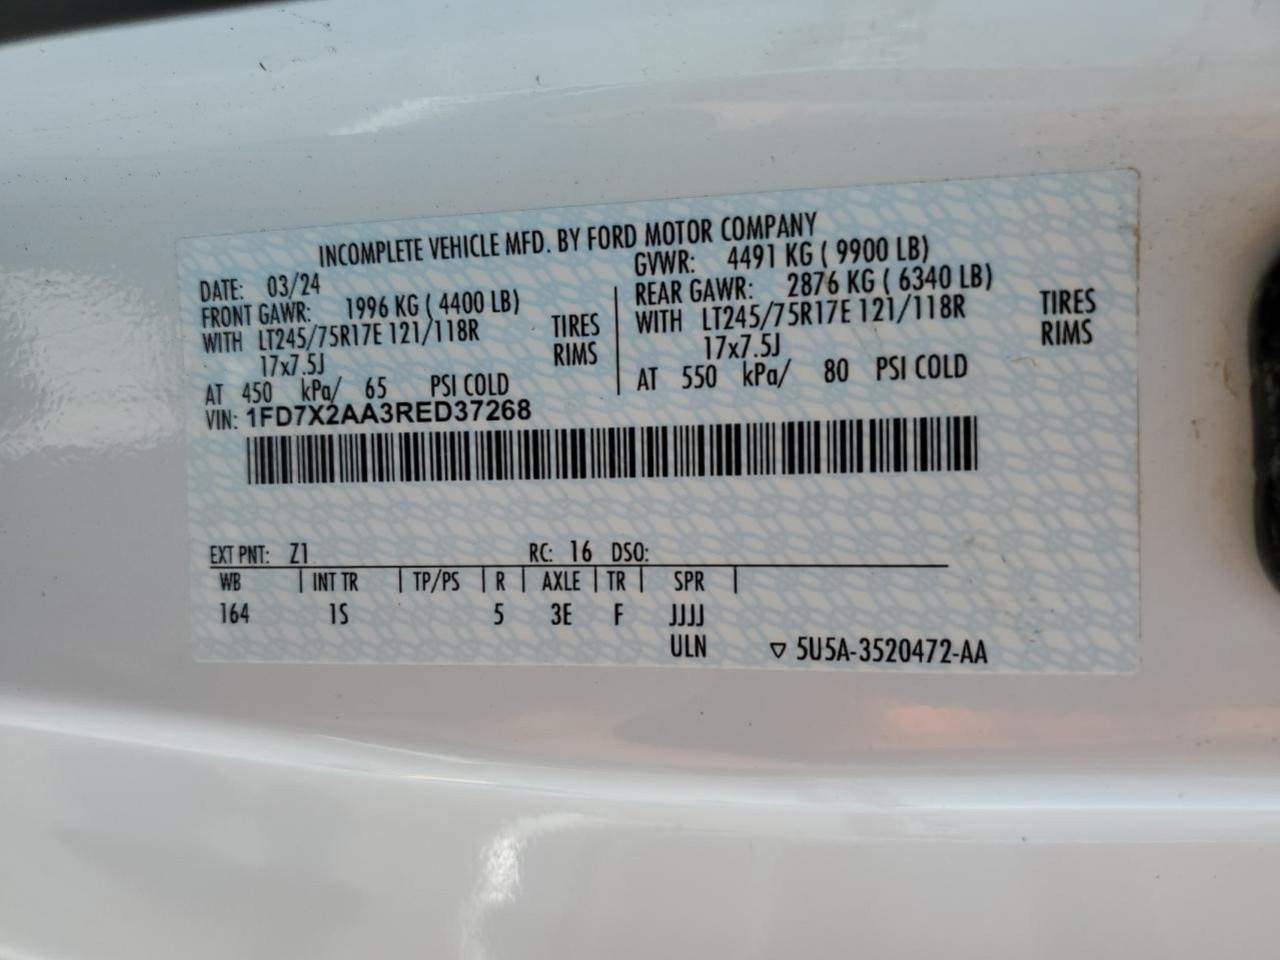 INCOMPLETE VEHICLE MFD. BY FORD MOTOR COMPANY
DATE: 03/24 GVWR: 4491 KG ( 9900 LB)
FRONT GAWR: 1996 KG ( 4400 LB) REAR GAWR: 2876 KG ( 6340 LB)
WITH LT245/75R17E 121/118R TIRES WITH LT245/75R17E 121/118R TIRES
17x7.5J RIMS 17x7.5J RIMS
AT 450 kPa/ 65 PSI COLD AT 550 kPa/ 80 PSI COLD
VIN: 1FD7X2AA3RED37268
EXT PNT: Z1 RC: 16 DSO:
WB | INT TR | TP/PS | R | AXLE | TR | SPR |
164 1S 5 3E F JJJJ
ULN ▽ 5U5A-3520472-AA